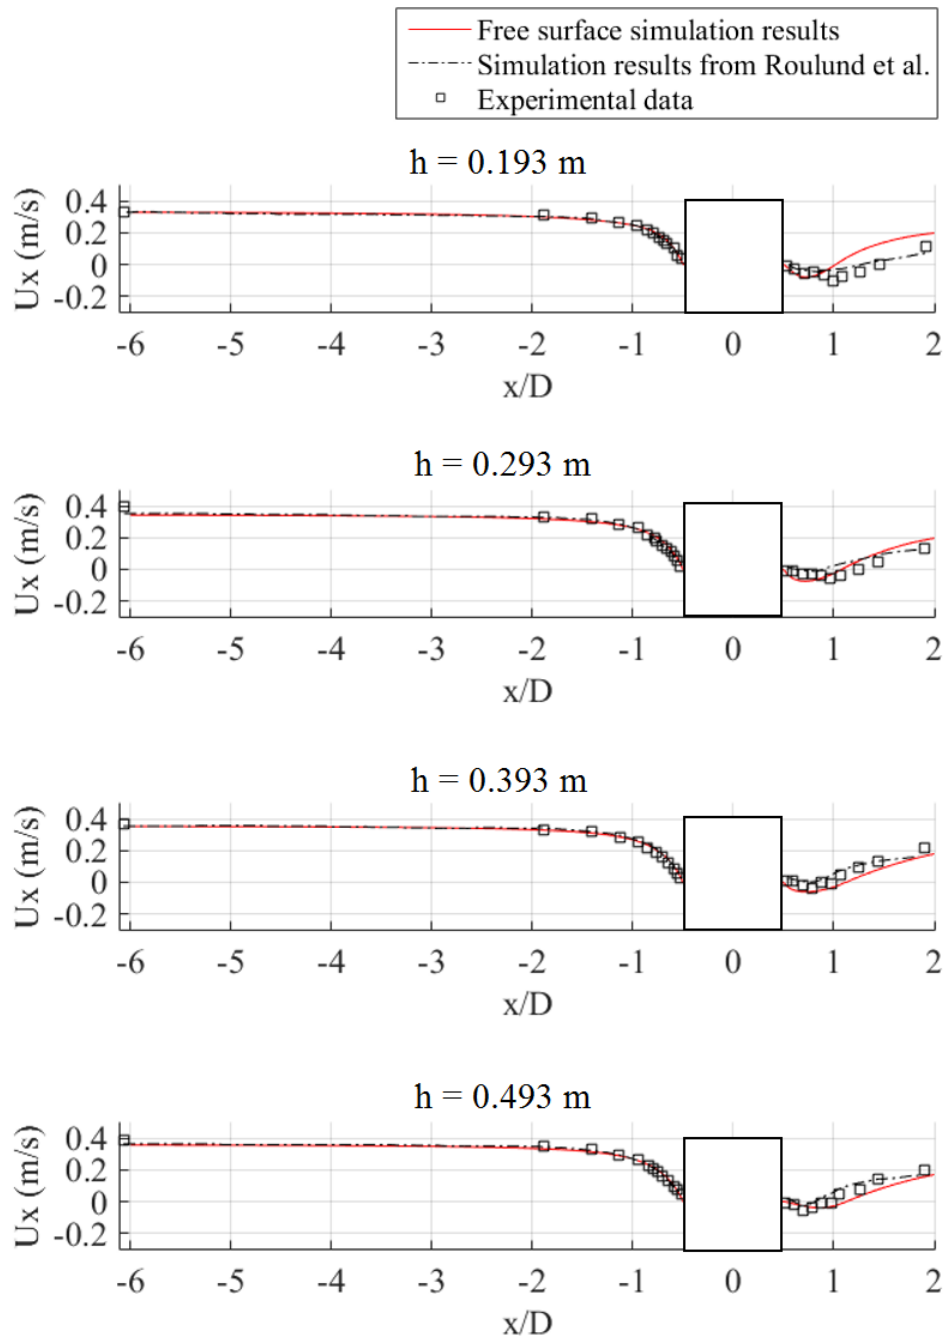 Free surface simulation results
Simulation results from Roulund et al.
Experimental data
h = 0.193 m
Ux (m/s)
0.4
0.2
0
-0.2
-6 -5 -4 -3 -2 -1 0 1 2
x/D
h = 0.293 m
Ux (m/s)
0.4
0.2
0
-0.2
-6 -5 -4 -3 -2 -1 0 1 2
x/D
h = 0.393 m
Ux (m/s)
0.4
0.2
0
-0.2
-6 -5 -4 -3 -2 -1 0 1 2
x/D
h = 0.493 m
Ux (m/s)
0.4
0.2
0
-0.2
-6 -5 -4 -3 -2 -1 0 1 2
x/D